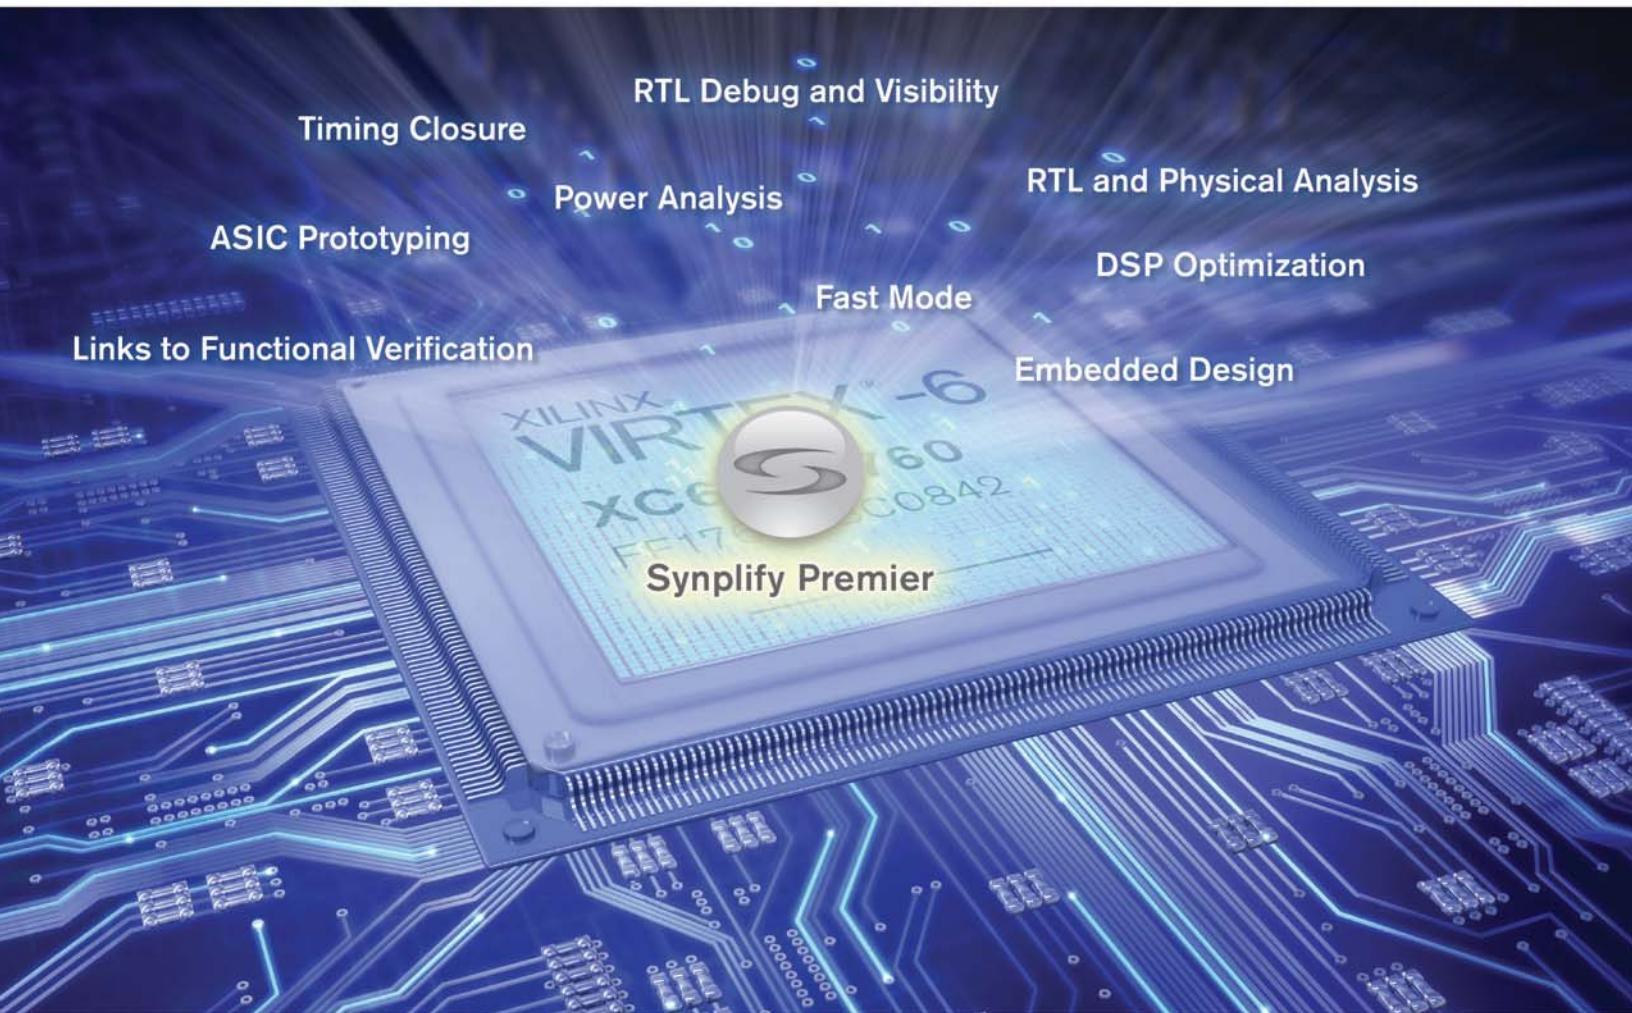 RTL Debug and Visibility
Timing Closure
RTL and Physical Analysis
Power Analysis
ASIC Prototyping
DSP Optimization
Fast Mode
Links to Functional Verification
Embedded Design
XILINX
-6
Synplify Premier